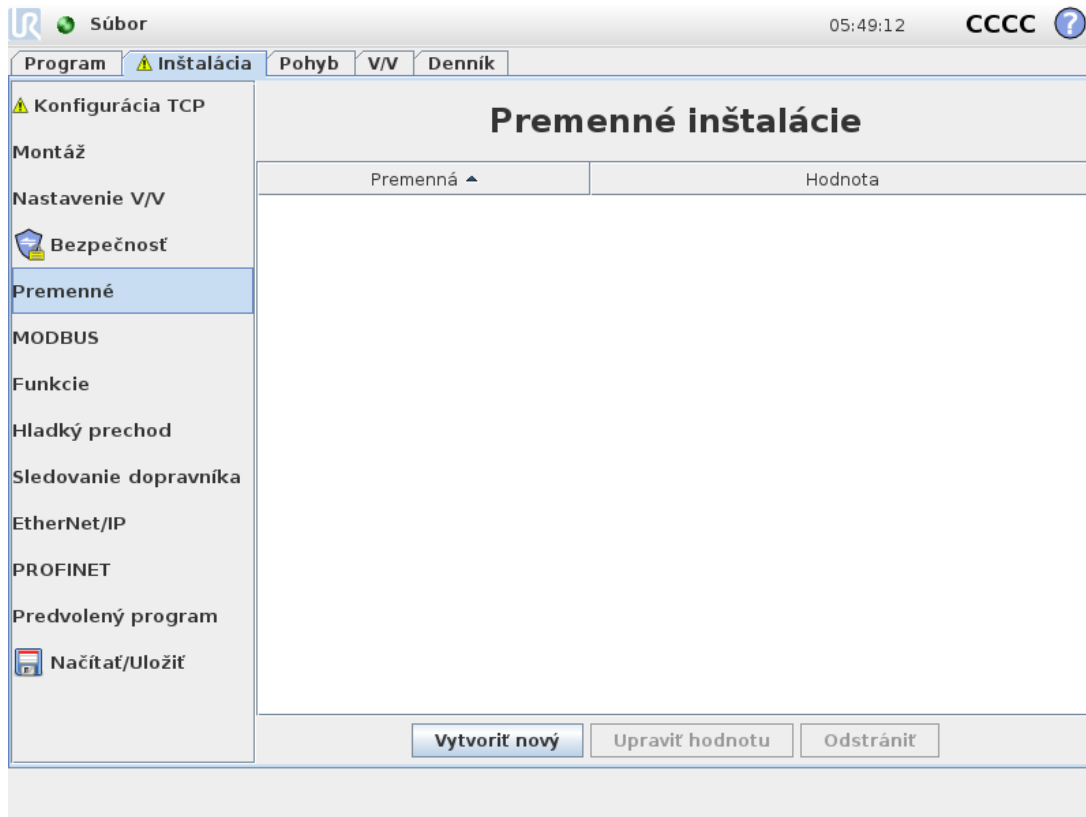 UR Súbor 05:49:12 CCCC ?
Program Inštalácia Pohyb V/V Denník
Konfigurácia TCP
Montáž
Nastavenie V/V
Bezpečnosť
Premenné
MODBUS
Funkcie
Hladký prechod
Sledovanie dopravníka
EtherNet/IP
PROFINET
Predvolený program
Načítať/Uložiť
Premenné inštalácie
Premenná Hodnota
Vytvoriť nový Upraviť hodnotu Odstrániť